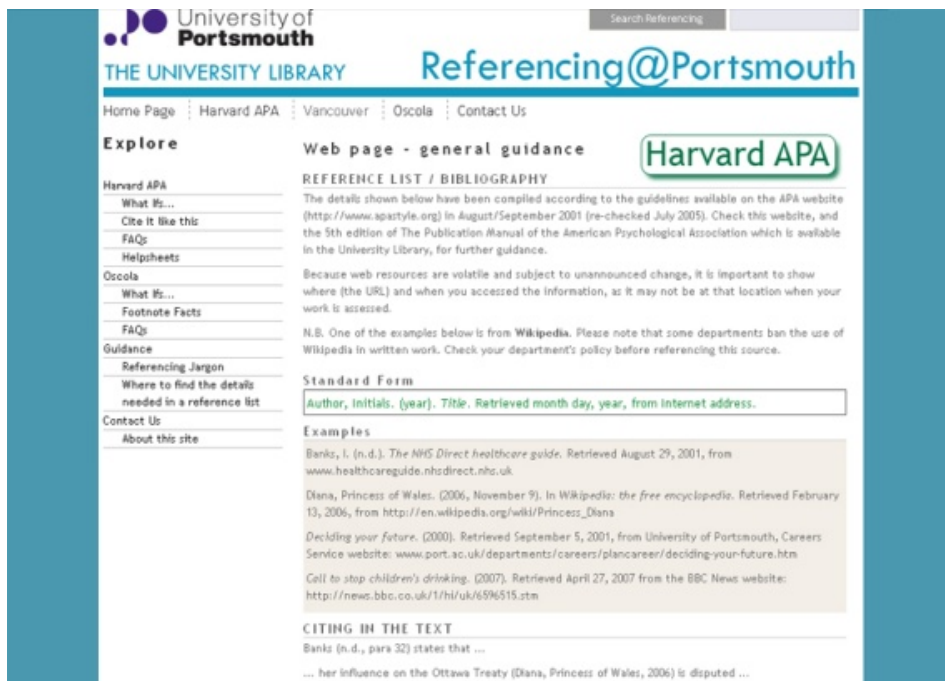 University of
Portsmouth
Search Referencing
THE UNIVERSITY LIBRARY
Referencing@Portsmouth
Home Page
Harvard APA
Vancouver
Oscola
Contact Us
Explore
Harvard APA
What Ifs...
Cite it like this
FAQs
Helpsheets
Oscola
What Ifs...
Footnote Facts
FAQs
Guidance
Referencing Jargon
Where to find the details
needed in a reference list
Contact Us
About this site
Web page - general guidance
Harvard APA
REFERENCE LIST / BIBLIOGRAPHY
The details shown below have been compiled according to the guidelines available on the APA website
(http://www.apastyle.org) in August/September 2001 (re-checked July 2005). Check this website, and
the 5th edition of The Publication Manual of the American Psychological Association which is available
in the University Library, for further guidance.
Because web resources are volatile and subject to unannounced change, it is important to show
where (the URL) and when you accessed the information, as it may not be at that location when your
work is assessed.
N.B. One of the examples below is from Wikipedia. Please note that some departments ban the use of
Wikipedia in written work. Check your department's policy before referencing this source.
Standard Form
Author, Initials. (year). Title. Retrieved month day, year, from Internet address.
Examples
Banks, I. (n.d.). The NHS Direct healthcare guide. Retrieved August 29, 2001, from
www.healthcareguide.nhsdirect.nhs.uk
Diana, Princess of Wales. (2006, November 9). In Wikipedia: the free encyclopedia. Retrieved February
13, 2006, from http://en.wikipedia.org/wiki/Princess_Diana
Deciding your future. (2000). Retrieved September 5, 2001, from University of Portsmouth, Careers
Service website: www.port.ac.uk/departments/careers/plancareer/deciding-your-future.htm
Call to stop children's drinking. (2007). Retrieved April 27, 2007 from the BBC News website:
http://news.bbc.co.uk/1/hi/uk/6596515.stm
CITING IN THE TEXT
Banks (n.d., para 32) states that ...
... her influence on the Ottawa Treaty (Diana, Princess of Wales, 2006) is disputed ...